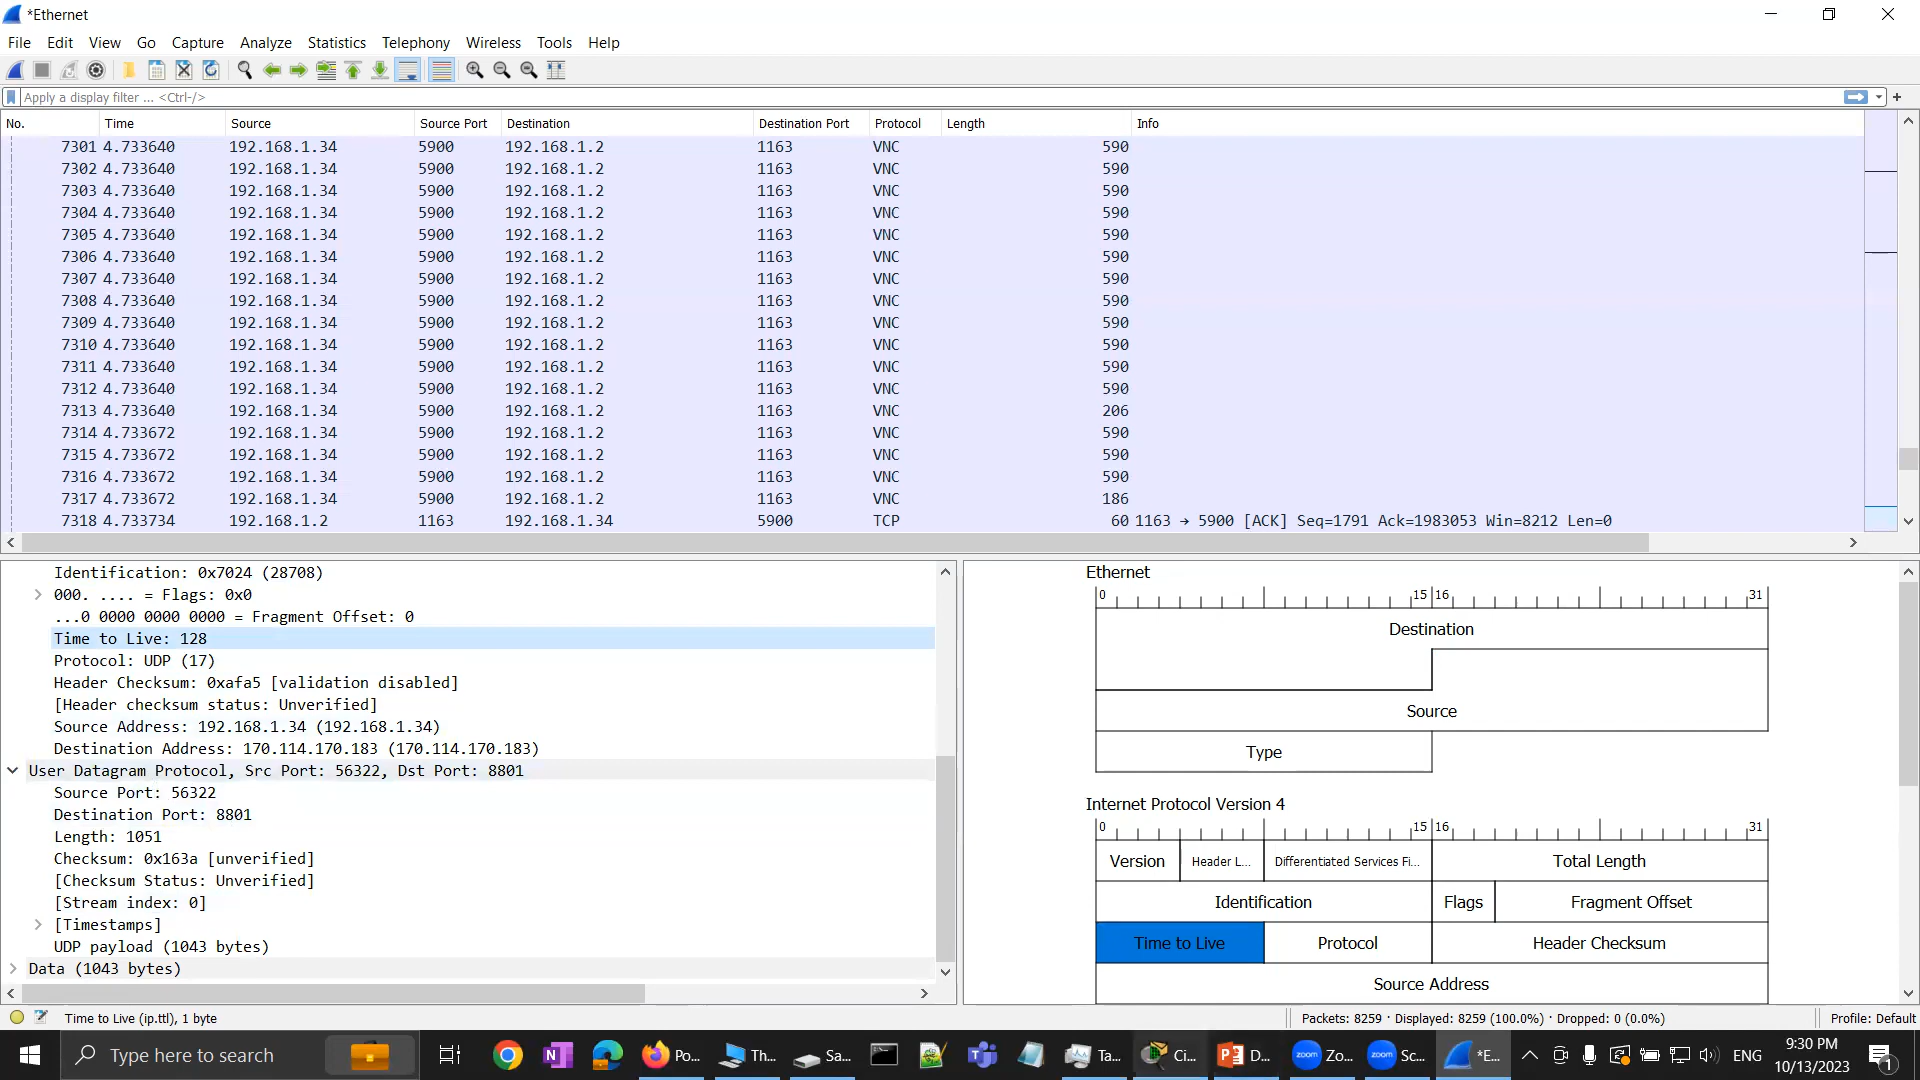 *Ethernet
File Edit View Go Capture Analyze Statistics Telephony Wireless Tools Help
Apply a display filter ... <Ctrl-/>
No. Time Source Source Port Destination Destination Port Protocol Length Info
7301 4.733640 192.168.1.34 5900 192.168.1.2 1163 VNC 590
7302 4.733640 192.168.1.34 5900 192.168.1.2 1163 VNC 590
7303 4.733640 192.168.1.34 5900 192.168.1.2 1163 VNC 590
7304 4.733640 192.168.1.34 5900 192.168.1.2 1163 VNC 590
7305 4.733640 192.168.1.34 5900 192.168.1.2 1163 VNC 590
7306 4.733640 192.168.1.34 5900 192.168.1.2 1163 VNC 590
7307 4.733640 192.168.1.34 5900 192.168.1.2 1163 VNC 590
7308 4.733640 192.168.1.34 5900 192.168.1.2 1163 VNC 590
7309 4.733640 192.168.1.34 5900 192.168.1.2 1163 VNC 590
7310 4.733640 192.168.1.34 5900 192.168.1.2 1163 VNC 590
7311 4.733640 192.168.1.34 5900 192.168.1.2 1163 VNC 590
7312 4.733640 192.168.1.34 5900 192.168.1.2 1163 VNC 590
7313 4.733640 192.168.1.34 5900 192.168.1.2 1163 VNC 206
7314 4.733672 192.168.1.34 5900 192.168.1.2 1163 VNC 590
7315 4.733672 192.168.1.34 5900 192.168.1.2 1163 VNC 590
7316 4.733672 192.168.1.34 5900 192.168.1.2 1163 VNC 590
7317 4.733672 192.168.1.34 5900 192.168.1.2 1163 VNC 186
7318 4.733734 192.168.1.2 1163 192.168.1.34 5900 TCP 60 1163 → 5900 [ACK] Seq=1791 Ack=1983053 Win=8212 Len=0
Identification: 0x7024 (28708)
000. .... = Flags: 0x0
...0 0000 0000 0000 = Fragment Offset: 0
Time to Live: 128
Protocol: UDP (17)
Header Checksum: 0xafa5 [validation disabled]
[Header checksum status: Unverified]
Source Address: 192.168.1.34 (192.168.1.34)
Destination Address: 170.114.170.183 (170.114.170.183)
User Datagram Protocol, Src Port: 56322, Dst Port: 8801
Source Port: 56322
Destination Port: 8801
Length: 1051
Checksum: 0x163a [unverified]
[Checksum Status: Unverified]
[Stream index: 0]
[Timestamps]
UDP payload (1043 bytes)
Data (1043 bytes)
Ethernet
0 15 16 31
Destination
Source
Type
Internet Protocol Version 4
0 15 16 31
Version Header L... Differentiated Services Fi... Total Length
Identification Flags Fragment Offset
Time to Live Protocol Header Checksum
Source Address
Time to Live (ip.ttl), 1 byte
Packets: 8259 · Displayed: 8259 (100.0%) · Dropped: 0 (0.0%)
Profile: Default
Type here to search
Po... Th... Sa... Ta... Ci... D... zoom Zo... zoom Sc... *E...
ENG
9:30 PM
10/13/2023
1